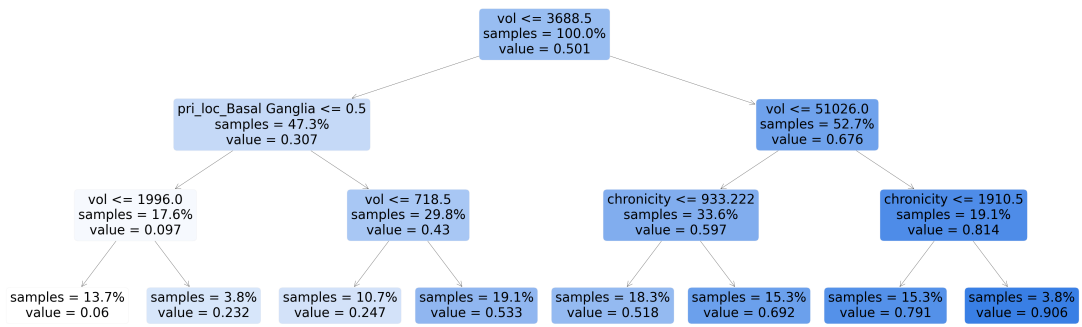 vol <= 3688.5
samples = 100.0%
value = 0.501
pri_loc_Basal Ganglia <= 0.5
samples = 47.3%
value = 0.307
vol <= 51026.0
samples = 52.7%
value = 0.676
vol <= 1996.0
samples = 17.6%
value = 0.097
vol <= 718.5
samples = 29.8%
value = 0.43
chronicity <= 933.222
samples = 33.6%
value = 0.597
chronicity <= 1910.5
samples = 19.1%
value = 0.814
samples = 13.7%
value = 0.06
samples = 3.8%
value = 0.232
samples = 10.7%
value = 0.247
samples = 19.1%
value = 0.533
samples = 18.3%
value = 0.518
samples = 15.3%
value = 0.692
samples = 15.3%
value = 0.791
samples = 3.8%
value = 0.906